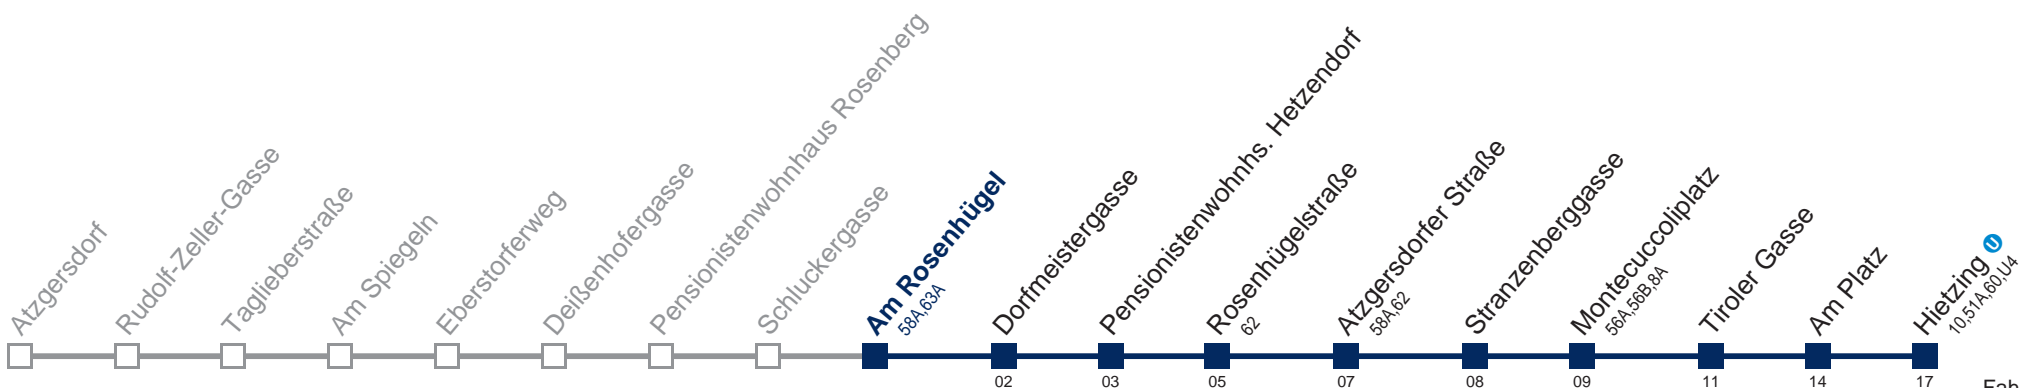 Atzgersdorf
Rudolf-Zeller-Gasse
Taglieberstraße
Am Spiegeln
Eberstorferweg
Deißenhofergasse
Pensionistenwohnhaus Rosenberg
Schluckergasse
Am Rosenhügel
58A,63A
Dorfmeistergasse
Pensionistenwohnhs. Hetzendorf
Rosenhügelstraße
62
Atzgersdorfer Straße
58A,62
Stranzenberggasse
Montecuccoliplatz
56A,56B,8A
Tiroler Gasse
Am Platz
Hietzing U
10,51A,60,U4
02 03 05 07 08 09 11 14 17
Fah